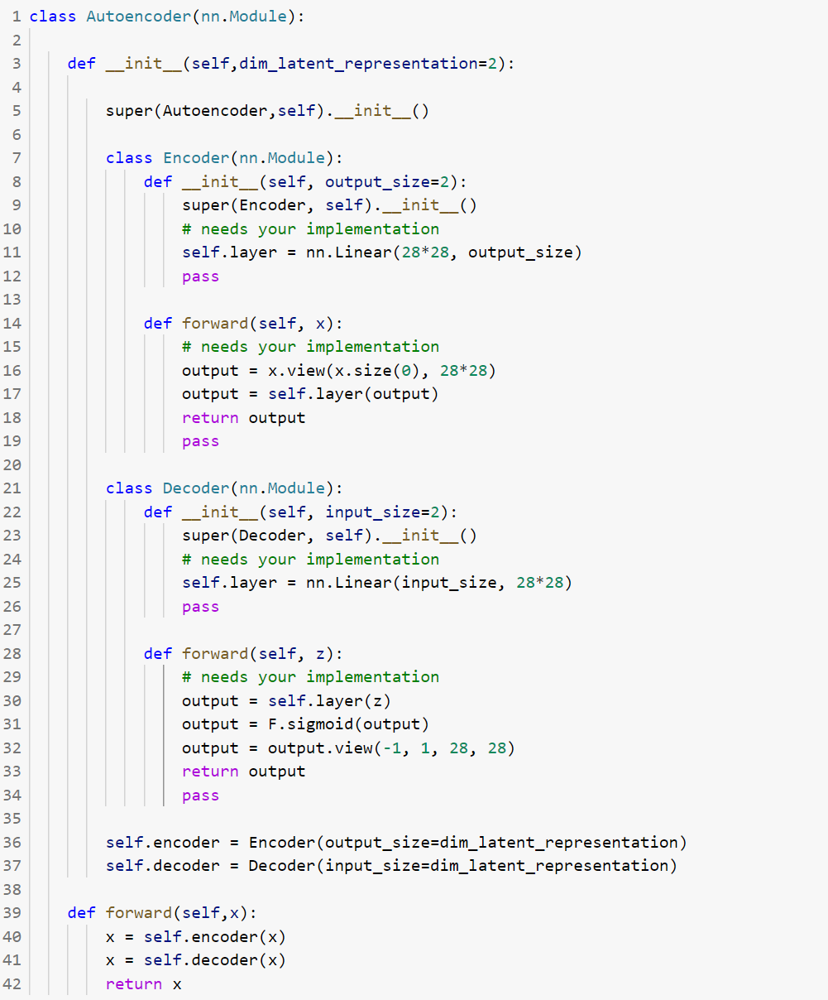 1 class Autoencoder(nn.Module):
2
3     def __init__(self,dim_latent_representation=2):
4
5         super(Autoencoder,self).__init__()
6
7         class Encoder(nn.Module):
8             def __init__(self, output_size=2):
9                 super(Encoder, self).__init__()
10                 # needs your implementation
11                 self.layer = nn.Linear(28*28, output_size)
12                 pass
13
14             def forward(self, x):
15                 # needs your implementation
16                 output = x.view(x.size(0), 28*28)
17                 output = self.layer(output)
18                 return output
19                 pass
20
21         class Decoder(nn.Module):
22             def __init__(self, input_size=2):
23                 super(Decoder, self).__init__()
24                 # needs your implementation
25                 self.layer = nn.Linear(input_size, 28*28)
26                 pass
27
28             def forward(self, z):
29                 # needs your implementation
30                 output = self.layer(z)
31                 output = F.sigmoid(output)
32                 output = output.view(-1, 1, 28, 28)
33                 return output
34                 pass
35
36         self.encoder = Encoder(output_size=dim_latent_representation)
37         self.decoder = Decoder(input_size=dim_latent_representation)
38
39     def forward(self,x):
40         x = self.encoder(x)
41         x = self.decoder(x)
42         return x